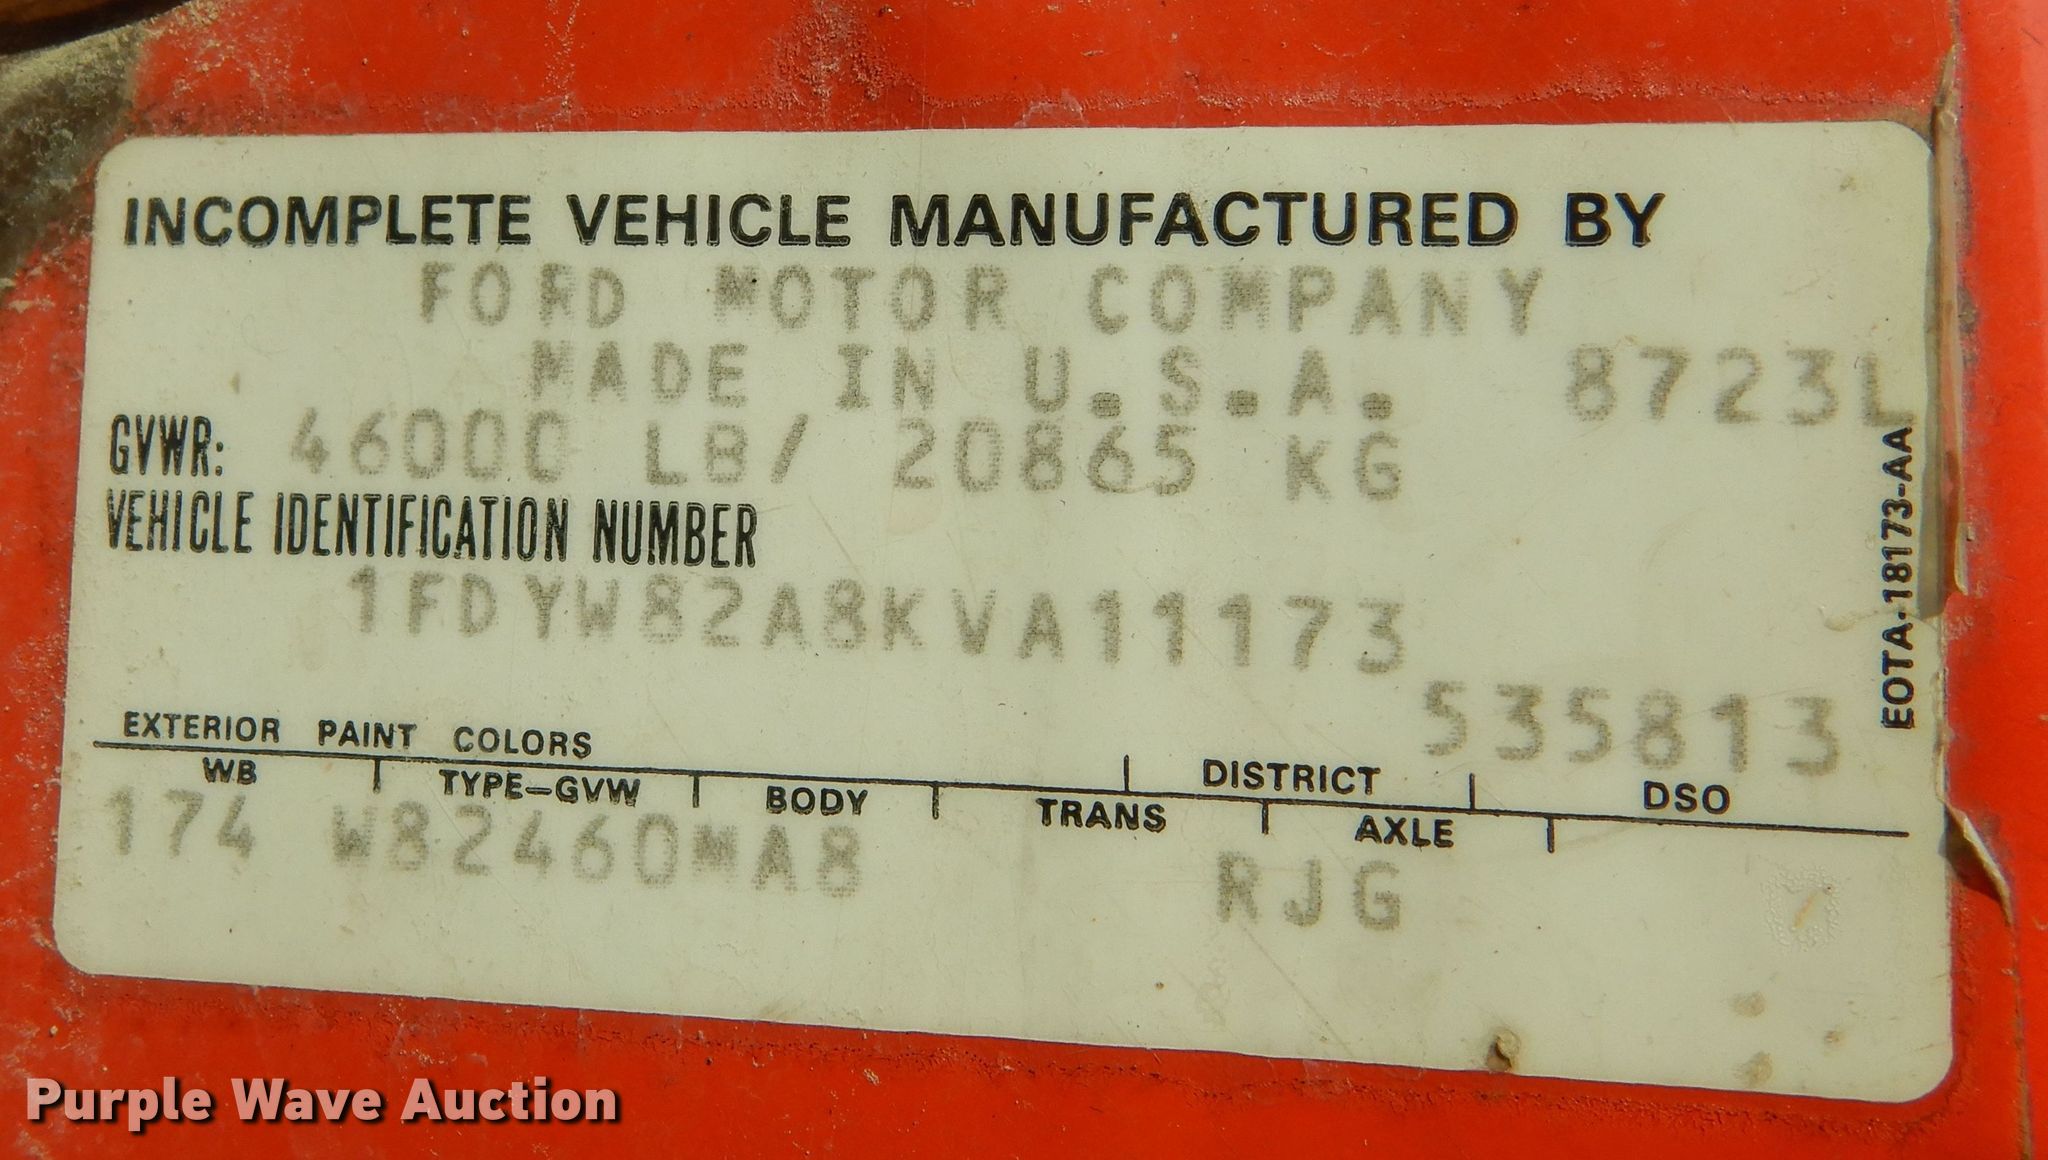 INCOMPLETE VEHICLE MANUFACTURED BY
FORD MOTOR COMPANY
MADE IN U.S.A. 8723L
GVWR: 46000 LB/ 20865 KG
VEHICLE IDENTIFICATION NUMBER
1FDYW82A8KVA11173
535813
EXTERIOR PAINT COLORS DISTRICT DSO
WB TYPE-GVW BODY TRANS AXLE
174 W82460MA8 RJG
EOTA-18173-AA
Purple Wave Auction